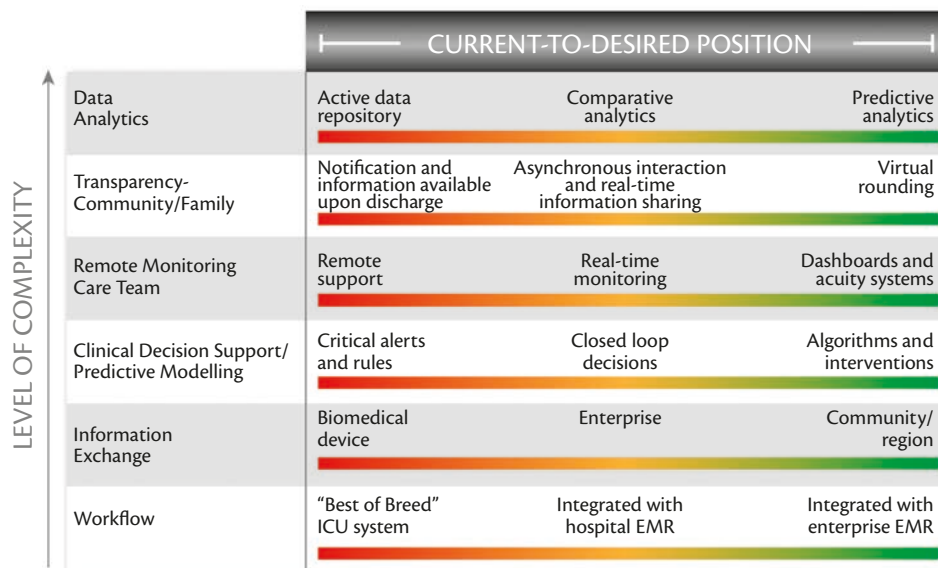 CURRENT-TO-DESIRED POSITION
LEVEL OF COMPLEXITY
Data
Analytics
Active data
repository
Comparative
analytics
Predictive
analytics
Transparency-
Community/Family
Notification and
information available
upon discharge
Asynchronous interaction
and real-time
information sharing
Virtual
rounding
Remote Monitoring
Care Team
Remote
support
Real-time
monitoring
Dashboards and
acuity systems
Clinical Decision Support/
Predictive Modelling
Critical alerts
and rules
Closed loop
decisions
Algorithms and
interventions
Information
Exchange
Biomedical
device
Enterprise
Community/
region
Workflow
“Best of Breed”
ICU system
Integrated with
hospital EMR
Integrated with
enterprise EMR